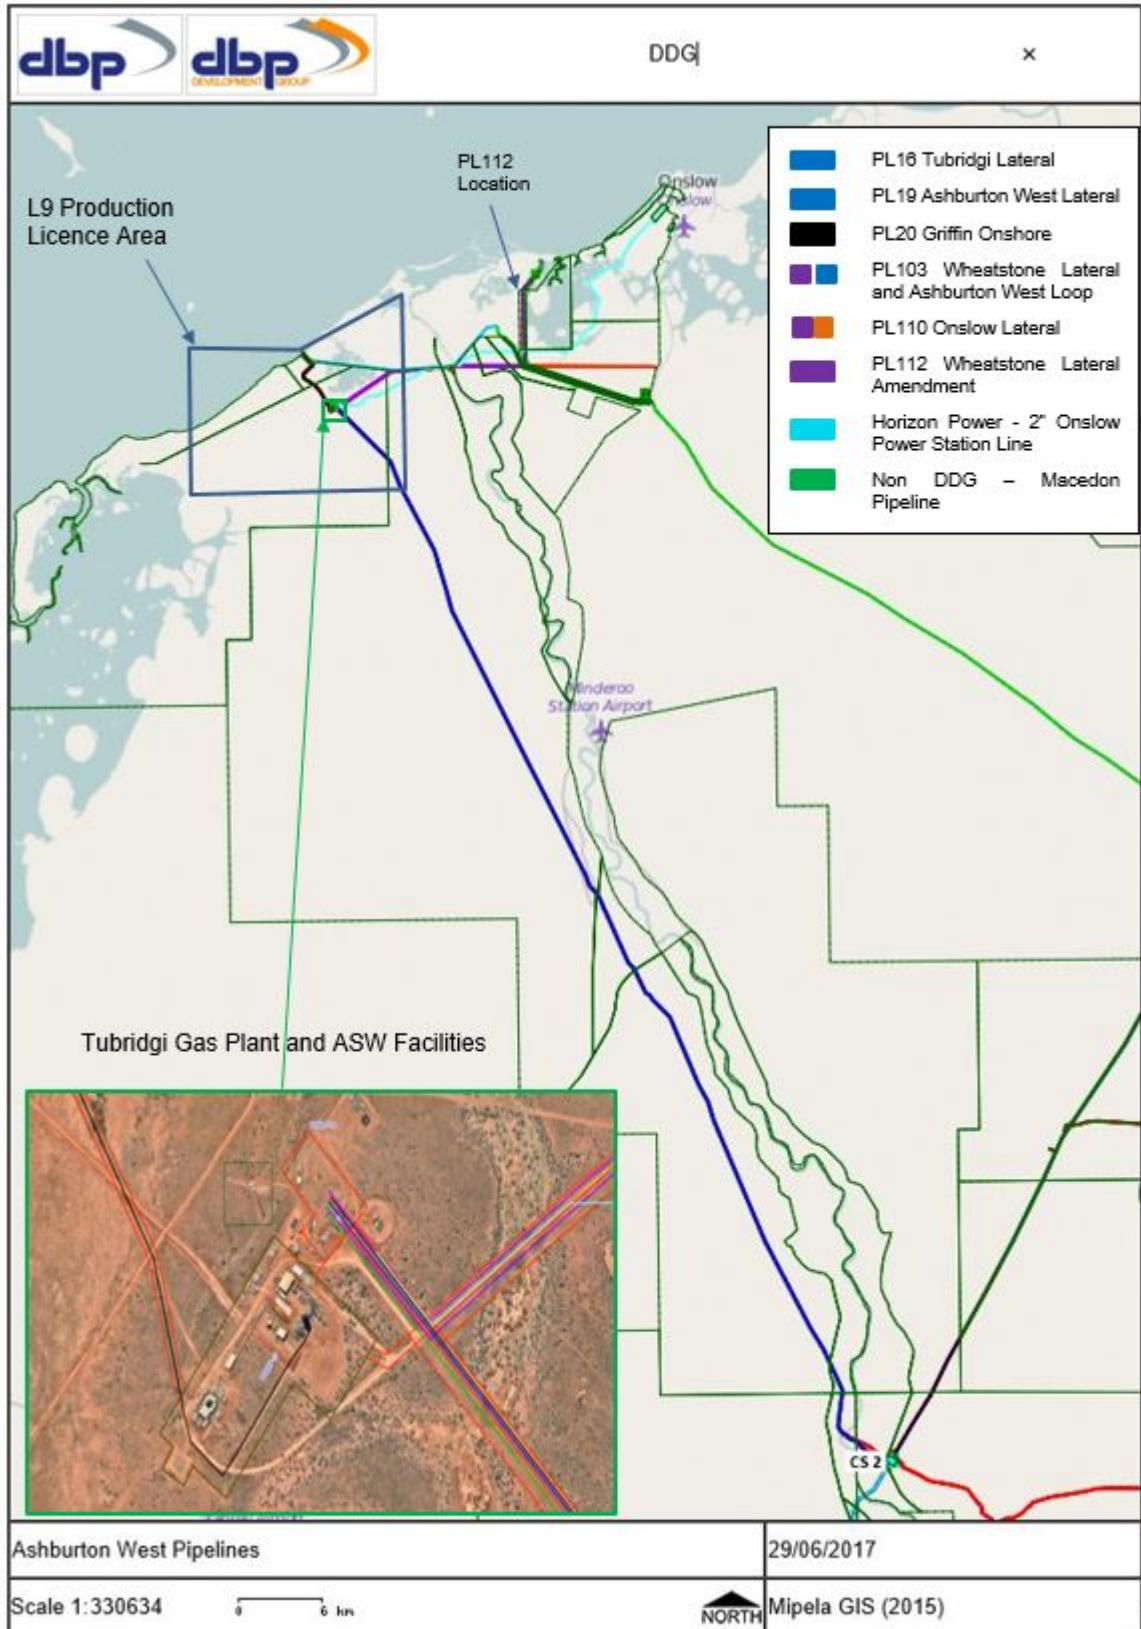 dbp
dbp
DEVELOPMENT GROUP
DDG
×
L9 Production
Licence Area
PL112
Location
Onslow
Onslow
PL16 Tubridgi Lateral
PL19 Ashburton West Lateral
PL20 Griffin Onshore
PL103 Wheatstone Lateral
and Ashburton West Loop
PL110 Onslow Lateral
PL112 Wheatstone Lateral
Amendment
Horizon Power - 2" Onslow
Power Station Line
Non DDG – Macedon
Pipeline
Minderoo
Station Airport
Tubridgi Gas Plant and ASW Facilities
CS 2
Ashburton West Pipelines
29/06/2017
Scale 1:330634
0 6 km
NORTH
Mipela GIS (2015)